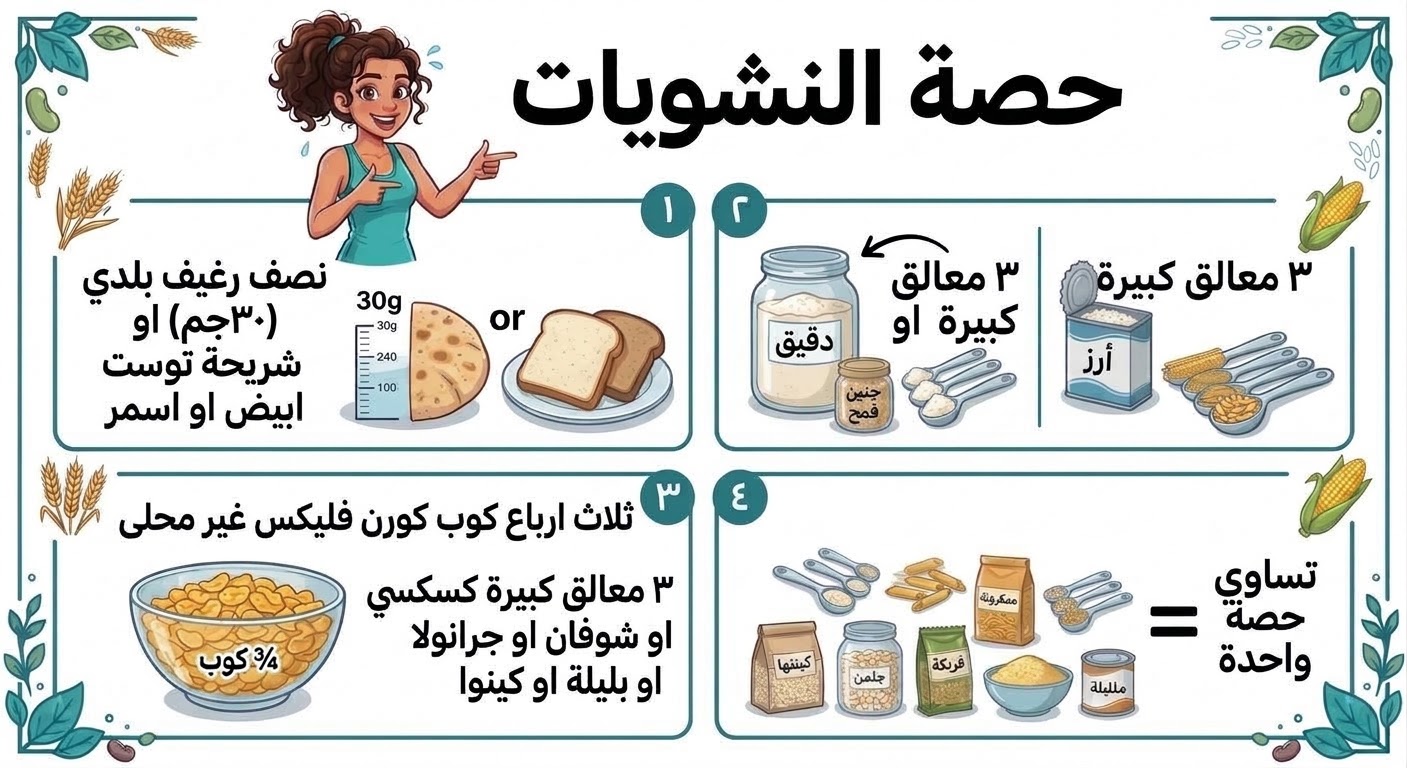 حصة النشويات
١
نصف رغيف بلدي
(٣٠جم) او
شريحة توست
ابيض او اسمر
30g
30g
240
100
or
٢
٣ معالق
كبيرة او
دقيق
جنين
قمح
٣ معالق كبيرة
أرز
٣
ثلاث ارباع كوب كورن فليكس غير محلى
¾ كوب
٣ معالق كبيرة كسكسي
او شوفان او جرانولا
او بليلة او كينوا
٤
كيننها
جلمن
فريكة
ممكرونة
ملليلة
=
تساوي
حصة
واحدة